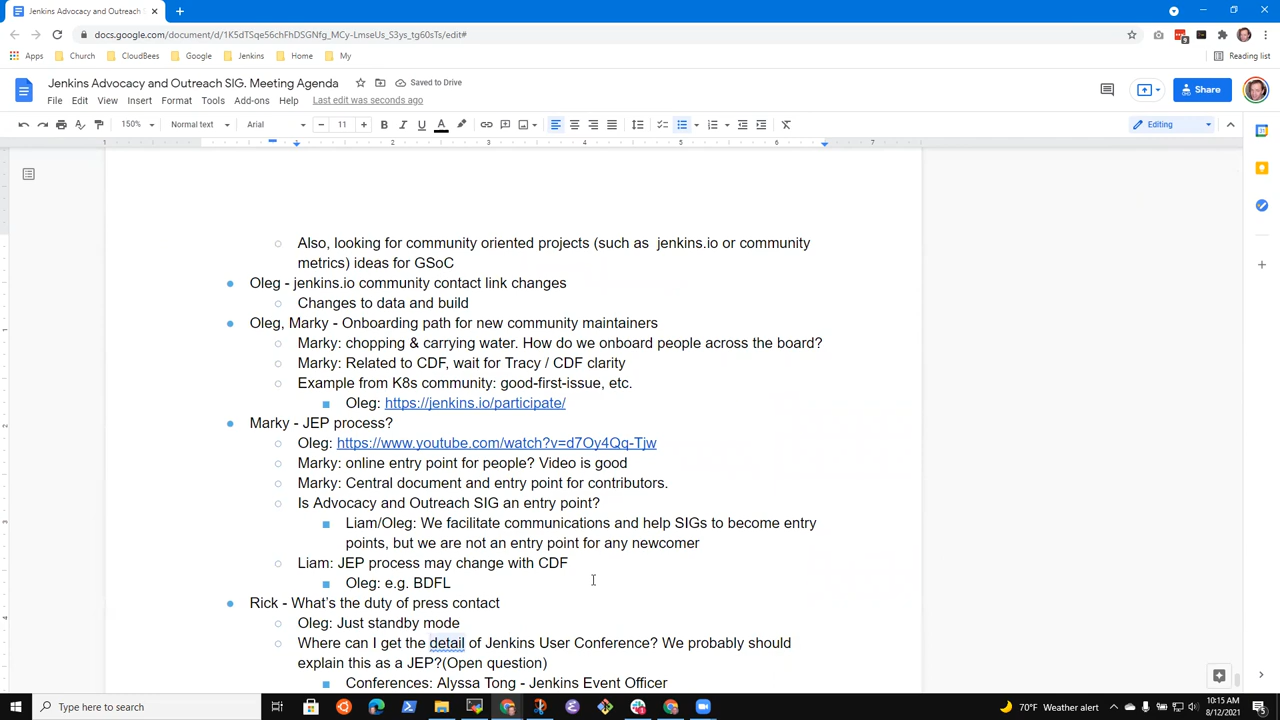 Jenkins Advocacy and Outreach S
docs.google.com/document/d/1K5dTSqe56chFhDSGNfg_MCy-LmseUs_S3ys_tg60sTs/edit#
Apps Church CloudBees Google Jenkins Home My Reading list
Jenkins Advocacy and Outreach SIG. Meeting Agenda Saved to Drive
File Edit View Insert Format Tools Add-ons Help Last edit was seconds ago
Share
150% Normal text Arial 11 Editing
1 2 3 4 5 6 7
Also, looking for community oriented projects (such as jenkins.io or community
metrics) ideas for GSoC
Oleg - jenkins.io community contact link changes
Changes to data and build
Oleg, Marky - Onboarding path for new community maintainers
Marky: chopping & carrying water. How do we onboard people across the board?
Marky: Related to CDF, wait for Tracy / CDF clarity
Example from K8s community: good-first-issue, etc.
Oleg: https://jenkins.io/participate/
Marky - JEP process?
Oleg: https://www.youtube.com/watch?v=d7Oy4Qq-Tjw
Marky: online entry point for people? Video is good
Marky: Central document and entry point for contributors.
Is Advocacy and Outreach SIG an entry point?
Liam/Oleg: We facilitate communications and help SIGs to become entry
points, but we are not an entry point for any newcomer
Liam: JEP process may change with CDF
Oleg: e.g. BDFL
Rick - What's the duty of press contact
Oleg: Just standby mode
Where can I get the detail of Jenkins User Conference? We probably should
explain this as a JEP?(Open question)
Conferences: Alyssa Tong - Jenkins Event Officer
Type here to search
70°F Weather alert
10:15 AM
8/12/2021